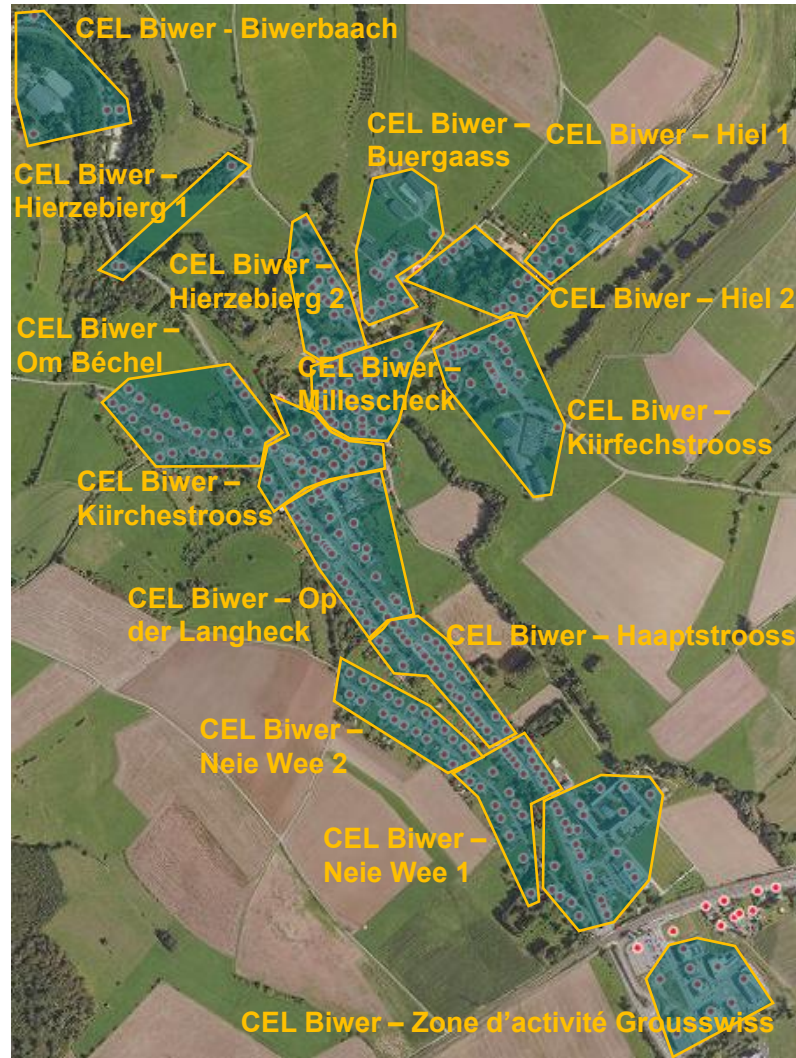 CEL Biwer - Biwerbaach
CEL Biwer –
Buergaass
CEL Biwer – Hiel 1
CEL Biwer –
Hierzebierg 1
CEL Biwer –
Hierzebierg 2
CEL Biwer – Hiel 2
CEL Biwer –
Om Béchel
CEL Biwer –
Millescheck
CEL Biwer –
Kiirfechstrooss
CEL Biwer –
Kiirchestrooss
CEL Biwer – Op
der Langheck
CEL Biwer – Haaptstrooss
CEL Biwer –
Neie Wee 2
CEL Biwer –
Neie Wee 1
CEL Biwer – Zone d’activité Grousswiss